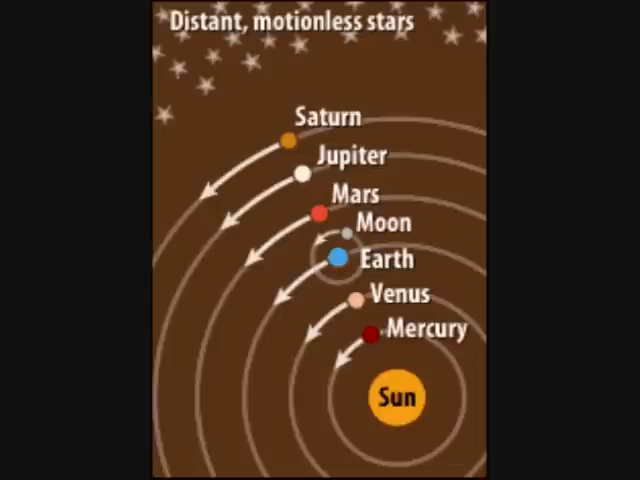 Distant, motionless stars
Saturn
Jupiter
Mars
Moon
Earth
Venus
Mercury
Sun